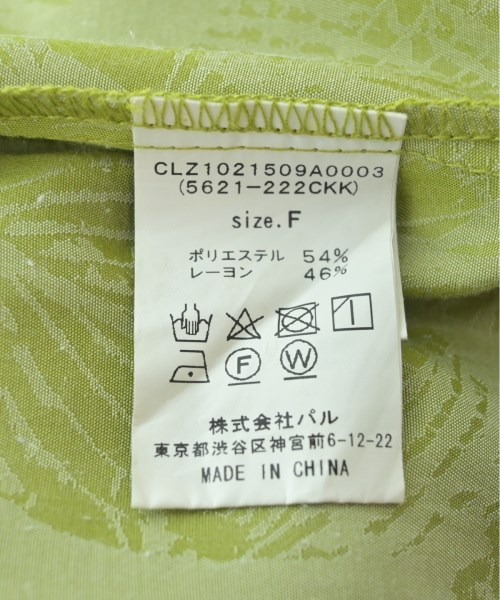 CLZ1021509A0003
(5621-222CKK)
size.F
ポリエステル 54%
レーヨン 46%
F W
株式会社パル
東京都渋谷区神宮前6-12-22
MADE IN CHINA